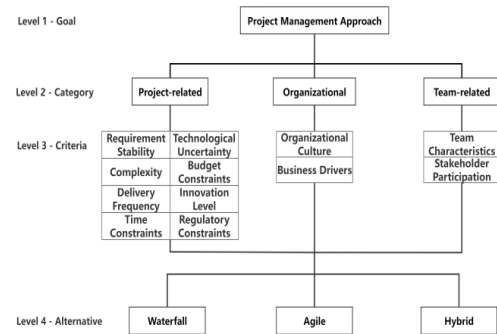 Level 1 - Goal
Project Management Approach
Level 2 - Category
Project-related
Organizational
Team-related
Level 3 - Criteria
Requirement
Stability
Technological
Uncertainty
Complexity
Budget
Constraints
Delivery
Frequency
Innovation
Level
Time
Constraints
Regulatory
Constraints
Organizational
Culture
Business Drivers
Team
Characteristics
Stakeholder
Participation
Level 4 - Alternative
Waterfall
Agile
Hybrid